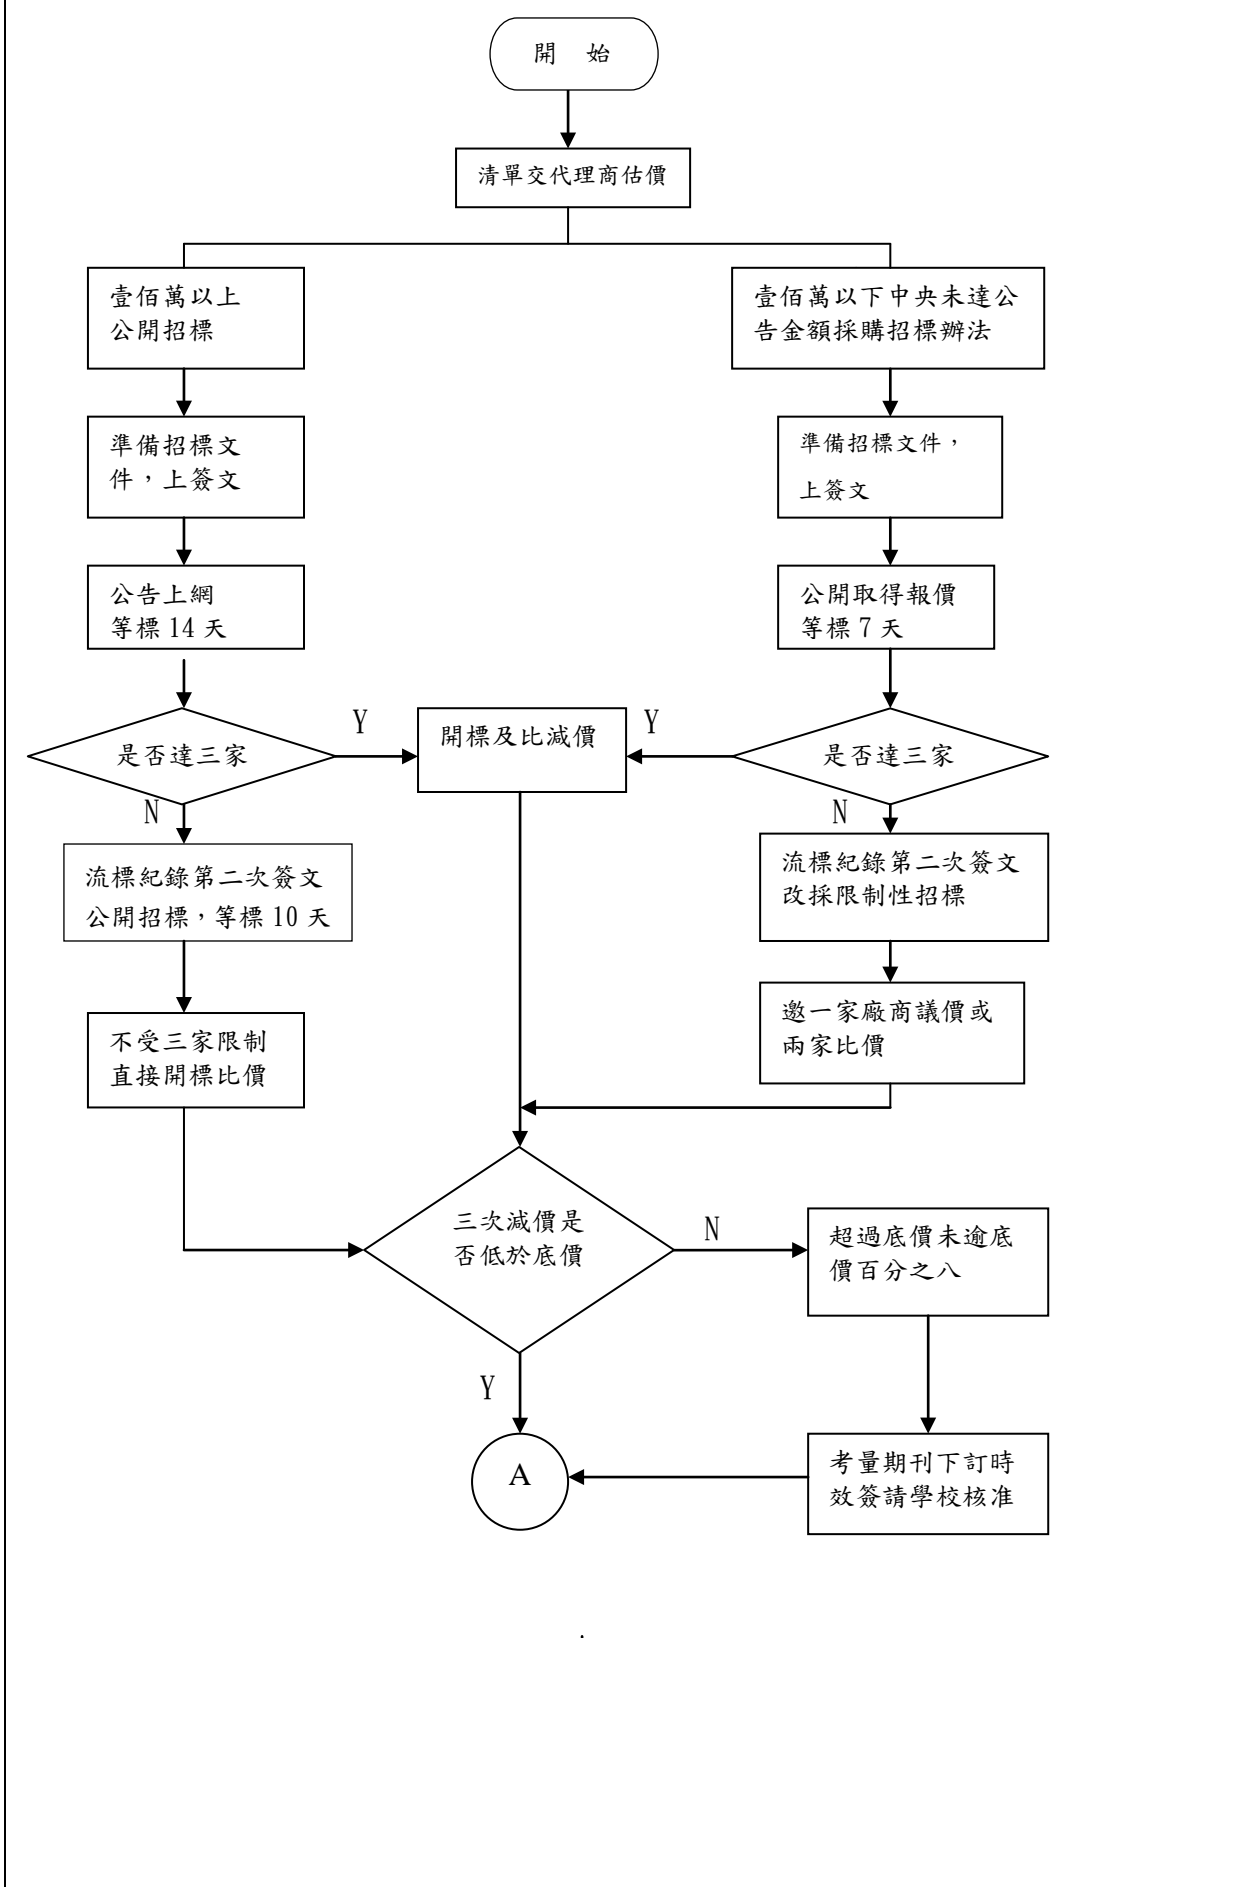 開 始
清單交代理商估價
壹佰萬以上
公開招標
壹佰萬以下中央未達公
告金額採購招標辦法
準備招標文
件，上簽文
準備招標文件，
上簽文
公告上網
等標 14 天
公開取得報價
等標 7 天
是否達三家
Y
開標及比減價
Y
是否達三家
N
N
流標紀錄第二次簽文
公開招標，等標 10 天
流標紀錄第二次簽文
改採限制性招標
不受三家限制
直接開標比價
邀一家廠商議價或
兩家比價
三次減價是
否低於底價
N
超過底價未逾底
價百分之八
Y
A
考量期刊下訂時
效簽請學校核准
.